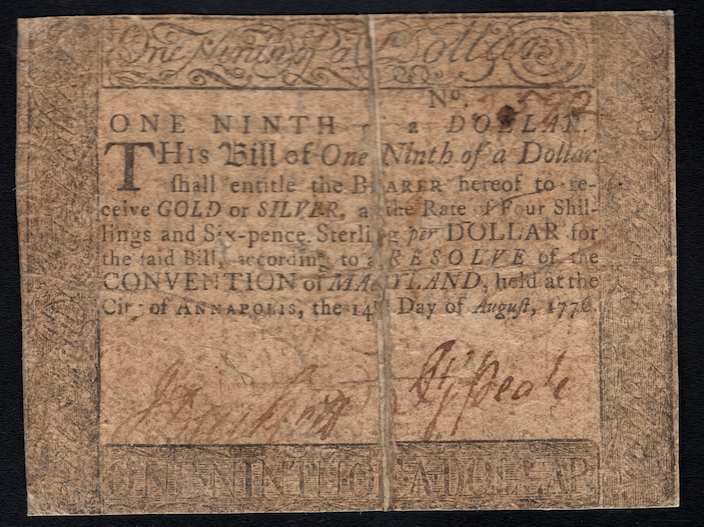 One Ninth Dollar
No.
ONE NINTH a DOLLAR.
THis Bill of One Ninth of a Dollar
ſhall entitle the BEARER hereof to re-
ceive GOLD or SILVER, at the Rate of Four Shil-
lings and Six-pence Sterling per DOLLAR for
the ſaid Bill, according to a RESOLVE of the
CONVENTION of MARYLAND, held at the
City of ANNAPOLIS, the 14th Day of Auguſt, 1776.
Peale
ONE NINTH OF A DOLLAR